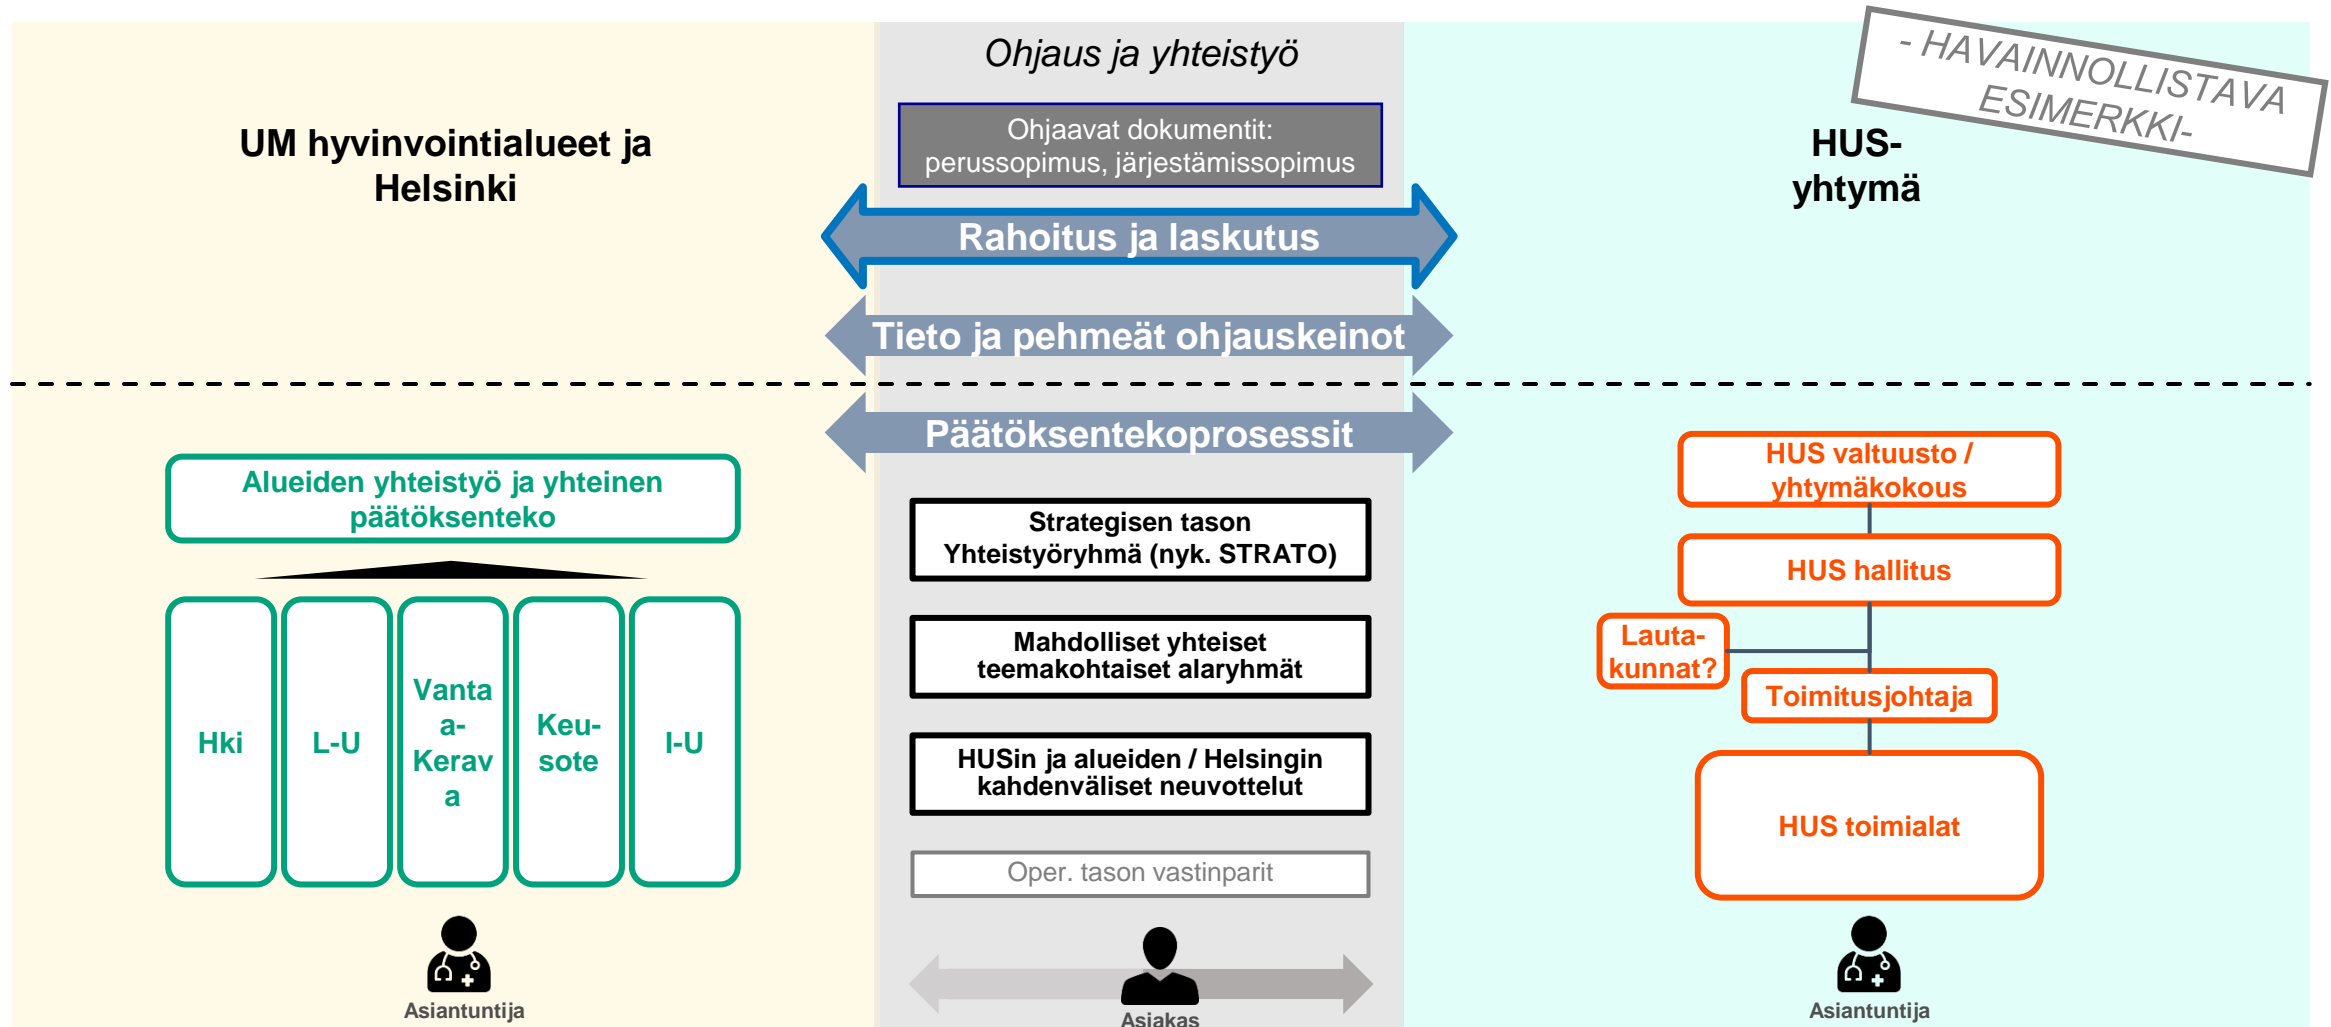 Ohjaus ja yhteistyö
- HAVAINNOLLISTAVA
ESIMERKKI-
UM hyvinvointialueet ja
Helsinki
Ohjaavat dokumentit:
perussopimus, järjestämissopimus
HUS-
yhtymä
Rahoitus ja laskutus
Tieto ja pehmeät ohjauskeinot
Päätöksentekoprosessit
Alueiden yhteistyö ja yhteinen
päätöksenteko
Hki
L-U
Vanta
a-
Kerav
a
Keu-
sote
I-U
Asiantuntija
Strategisen tason
Yhteistyöryhmä (nyk. STRATO)
Mahdolliset yhteiset
teemakohtaiset alaryhmät
HUSin ja alueiden / Helsingin
kahdenväliset neuvottelut
Oper. tason vastinparit
Asiakas
HUS valtuusto /
yhtymäkokous
HUS hallitus
Lauta-
kunnat?
Toimitusjohtaja
HUS toimialat
Asiantuntija